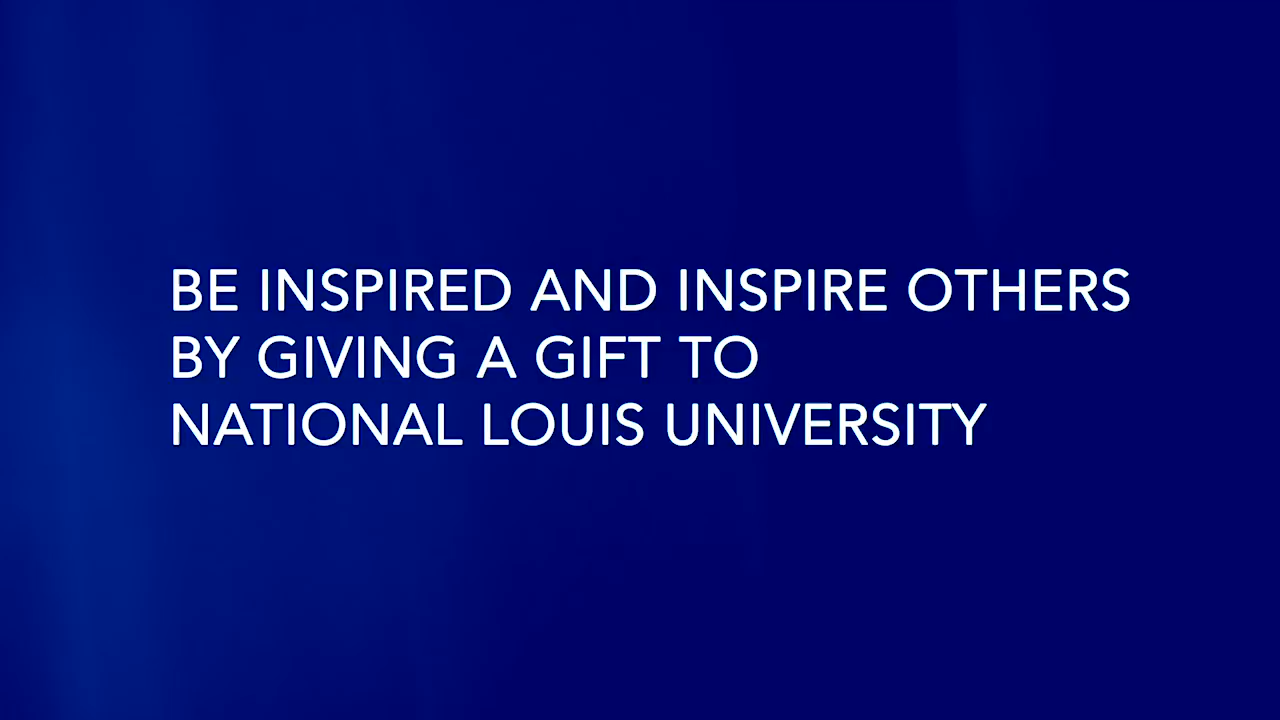 BE INSPIRED AND INSPIRE OTHERS
BY GIVING A GIFT TO
NATIONAL LOUIS UNIVERSITY